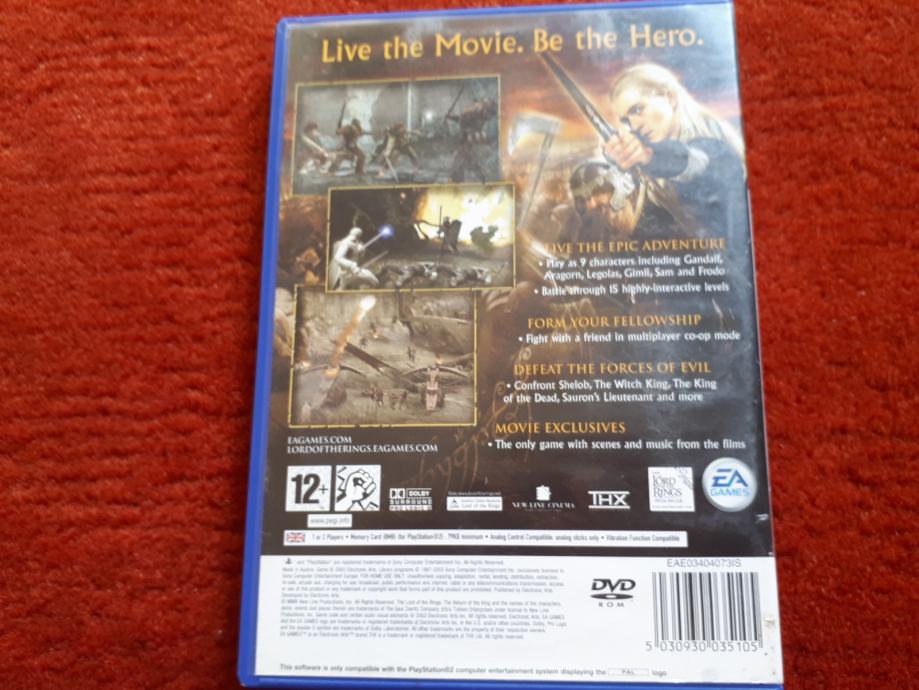 Live the Movie. Be the Hero.
LIVE THE EPIC ADVENTURE
• Play as 9 characters including Gandalf,
Aragorn, Legolas, Gimli, Sam and Frodo
• Battle through 15 highly-interactive levels
FORM YOUR FELLOWSHIP
• Fight with a friend in multiplayer co-op mode
DEFEAT THE FORCES OF EVIL
• Confront Shelob, The Witch King, The King
of the Dead, Sauron's Lieutenant and more
MOVIE EXCLUSIVES
• The only game with scenes and music from the films
EAGAMES.COM
LORDOFTHERINGS.EAGAMES.COM
12+
www.pegi.info
DOLBY
SURROUND
PRO LOGIC II
NEW LINE CINEMA
THX
THE
LORD
OF THE
RINGS
EA
GAMES
1 or 2 Players • Memory Card (8MB) (for PlayStation®2) : 79KB minimum • Analog Control Compatible: analog sticks only • Vibration Function Compatible
EAE03404073IS
DVD
ROM
5 030930 035105
This software is only compatible with the PlayStation®2 computer entertainment system displaying the PAL logo